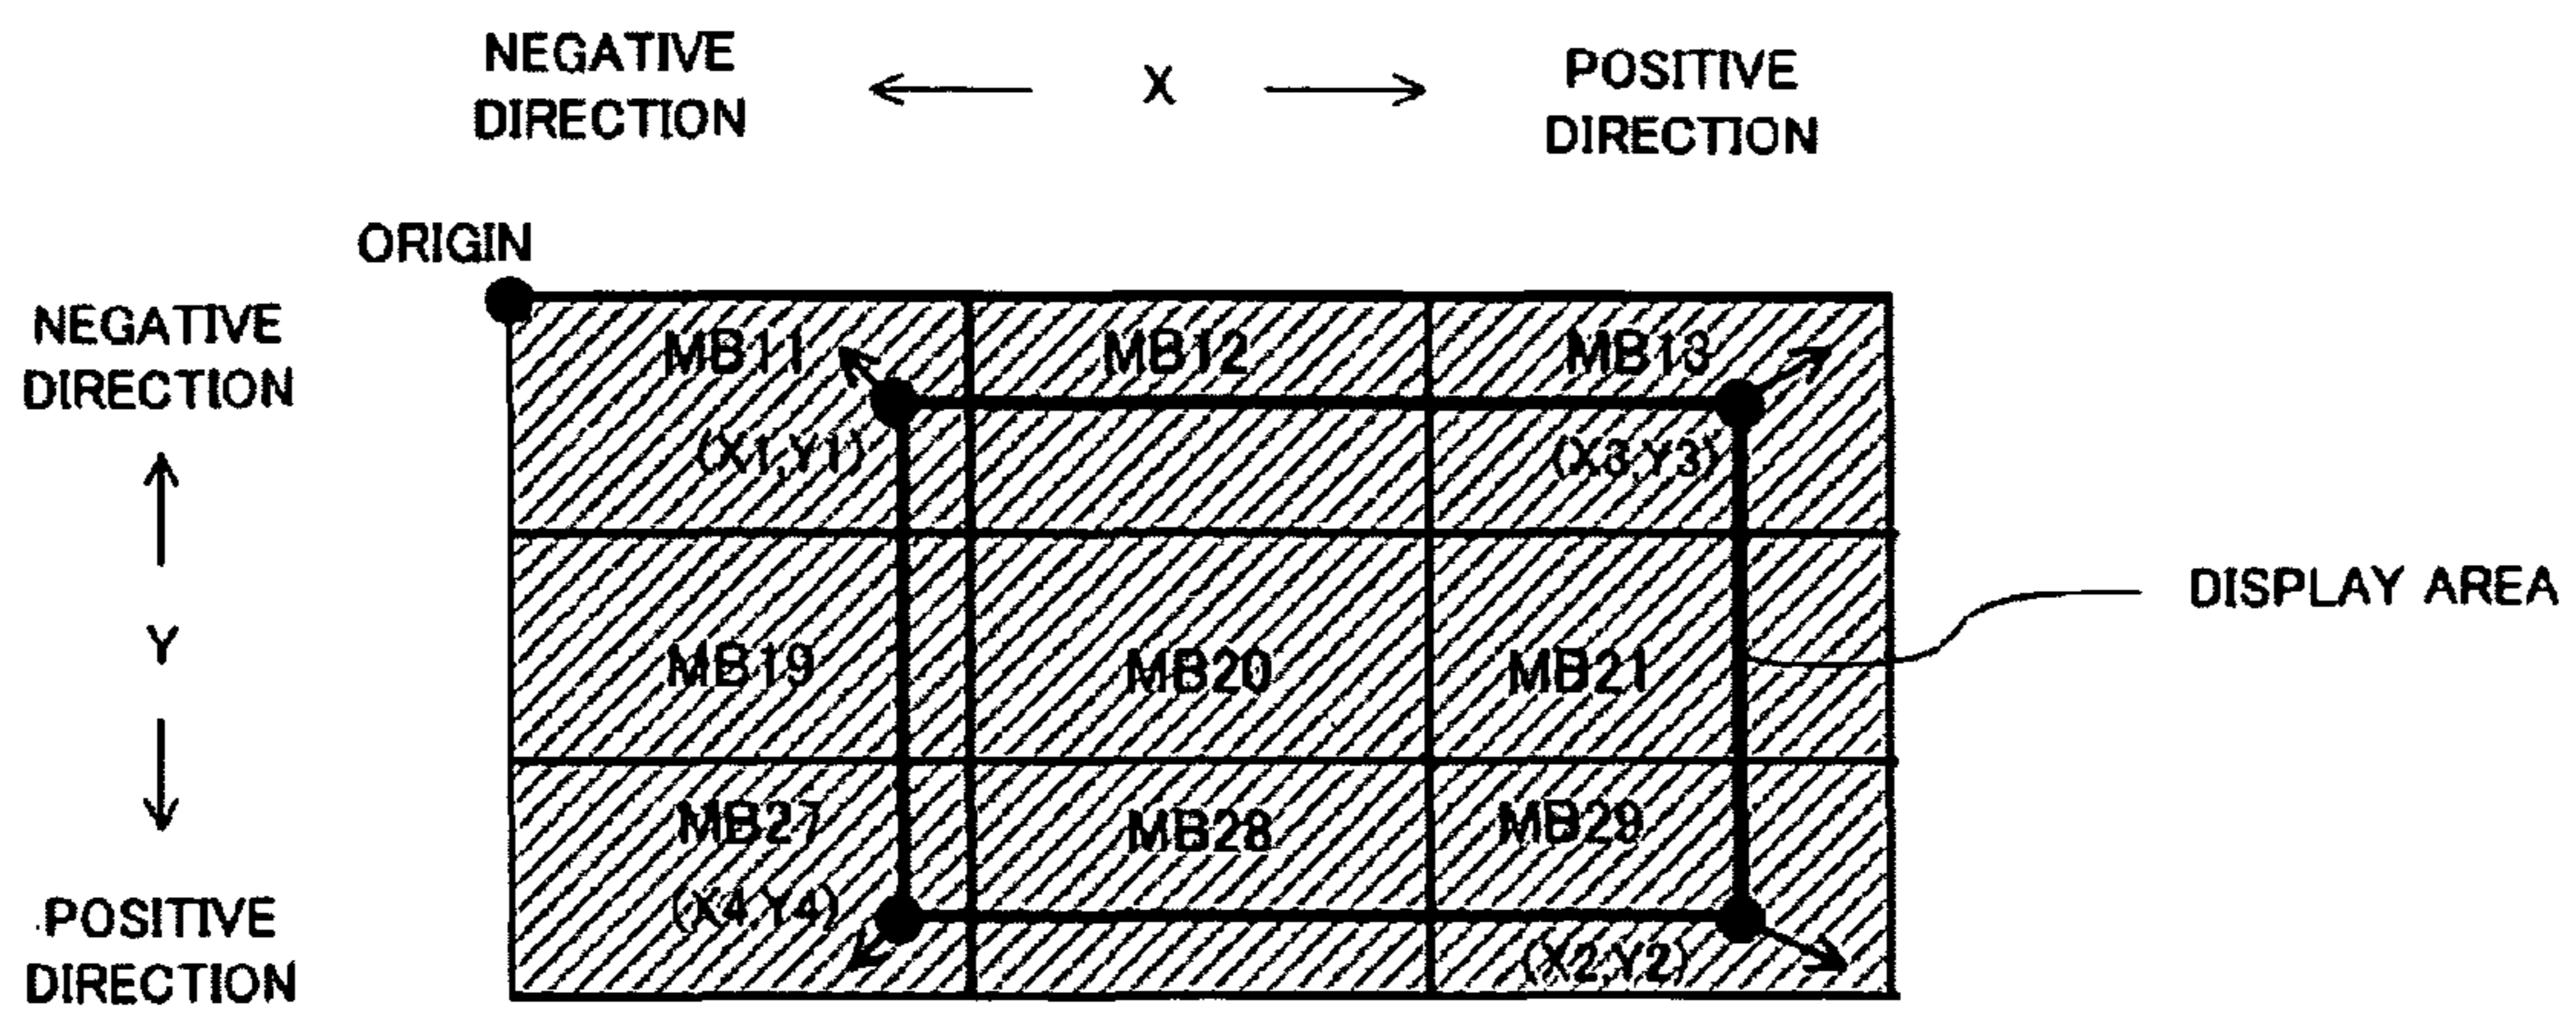 NEGATIVE
DIRECTION
X
POSITIVE
DIRECTION
ORIGIN
NEGATIVE
DIRECTION
Y
POSITIVE
DIRECTION
MB11
MB12
MB13
(X1,Y1)
(X3,Y3)
MB19
MB20
MB21
DISPLAY AREA
MB27
MB28
MB29
(X4,Y4)
(X2,Y2)